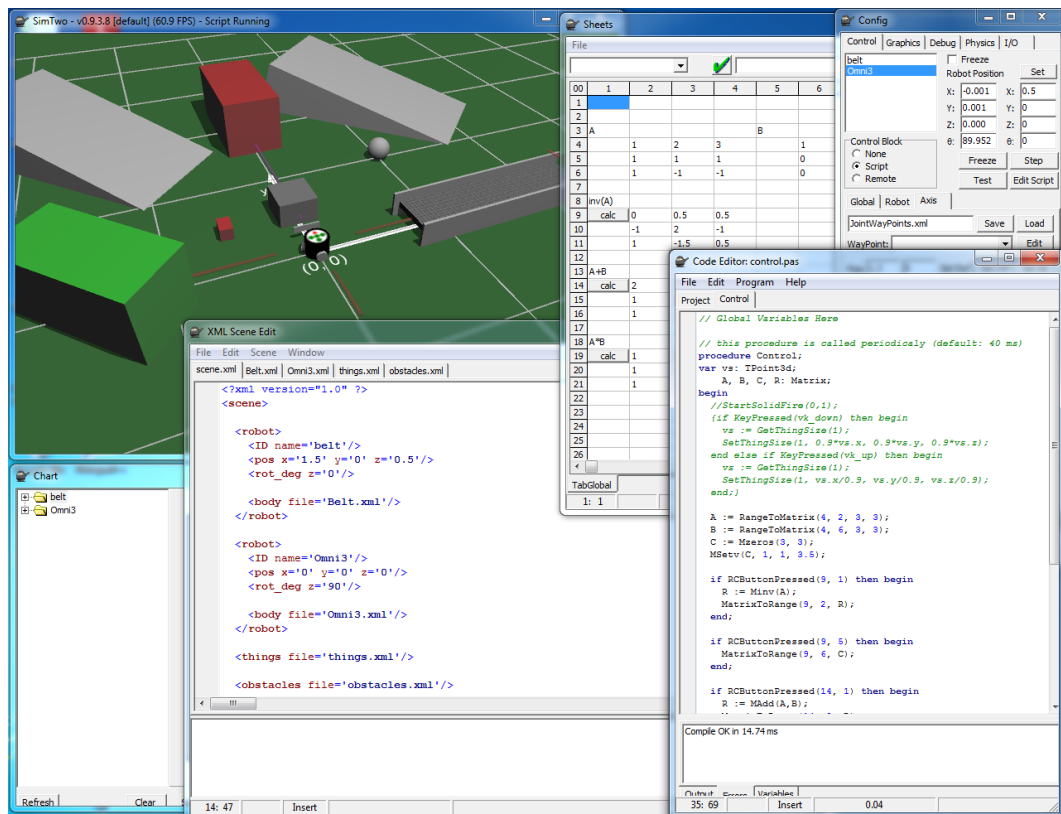 SimTwo - v0.9.3.8 [default] (60.9 FPS) - Script Running
y
(0, 0)
Sheets
File
00 1 2 3 4 5 6
1
2
3 A B
4 1 2 3 1
5 1 1 1 0
6 1 -1 -1 0
7
8 inv(A)
9 calc 0 0.5 0.5
10 -1 2 -1
11 1 -1.5 0.5
12
13 A+B
14 calc 2
15 1
16 1
17
18 A*B
19 calc 1
20 1
21 1
22
23
24
25
26
TabGlobal
1: 1
Config
Control Graphics Debug Physics I/O
belt
Omni3
Freeze
Robot Position Set
X: -0.001 X: 0.5
Y: 0.001 Y: 0
Z: 0.000 Z: 0
θ: 89.952 θ: 0
Control Block
None
Script
Remote
Freeze Step
Test Edit Script
Global Robot Axis
JointWayPoints.xml Save Load
WayPoint: Edit
Chart
belt
Omni3
Refresh Clear
XML Scene Edit
File Edit Scene Window
scene.xml Belt.xml Omni3.xml things.xml obstacles.xml
<?xml version="1.0" ?>
<scene>
<robot>
<ID name='belt'/>
<pos x='1.5' y='0' z='0.5'/>
<rot_deg z='0'/>
<body file='Belt.xml'/>
</robot>
<robot>
<ID name='Omni3'/>
<pos x='0' y='0' z='0'/>
<rot_deg z='90'/>
<body file='Omni3.xml'/>
</robot>
<things file='things.xml'/>
<obstacles file='obstacles.xml'/>
14: 47 Insert
Code Editor: control.pas
File Edit Program Help
Project Control
// Global Variables Here
// this procedure is called periodicaly (default: 40 ms)
procedure Control;
var vs: TPoint3d;
A, B, C, R: Matrix;
begin
//StartSolidFire(0,1);
{if KeyPressed(vk_down) then begin
vs := GetThingSize(1);
SetThingSize(1, 0.9*vs.x, 0.9*vs.y, 0.9*vs.z);
end else if KeyPressed(vk_up) then begin
vs := GetThingSize(1);
SetThingSize(1, vs.x/0.9, vs.y/0.9, vs.z/0.9);
end;}
A := RangeToMatrix(4, 2, 3, 3);
B := RangeToMatrix(4, 6, 3, 3);
C := Mzeros(3, 3);
MSetv(C, 1, 1, 3.5);
if RCButtonPressed(9, 1) then begin
R := Minv(A);
MatrixToRange(9, 2, R);
end;
if RCButtonPressed(9, 5) then begin
MatrixToRange(9, 6, C);
end;
if RCButtonPressed(14, 1) then begin
R := MAdd(A,B);
Compile OK in 14.74 ms
Output Errors Variables
35: 69 Insert 0.04